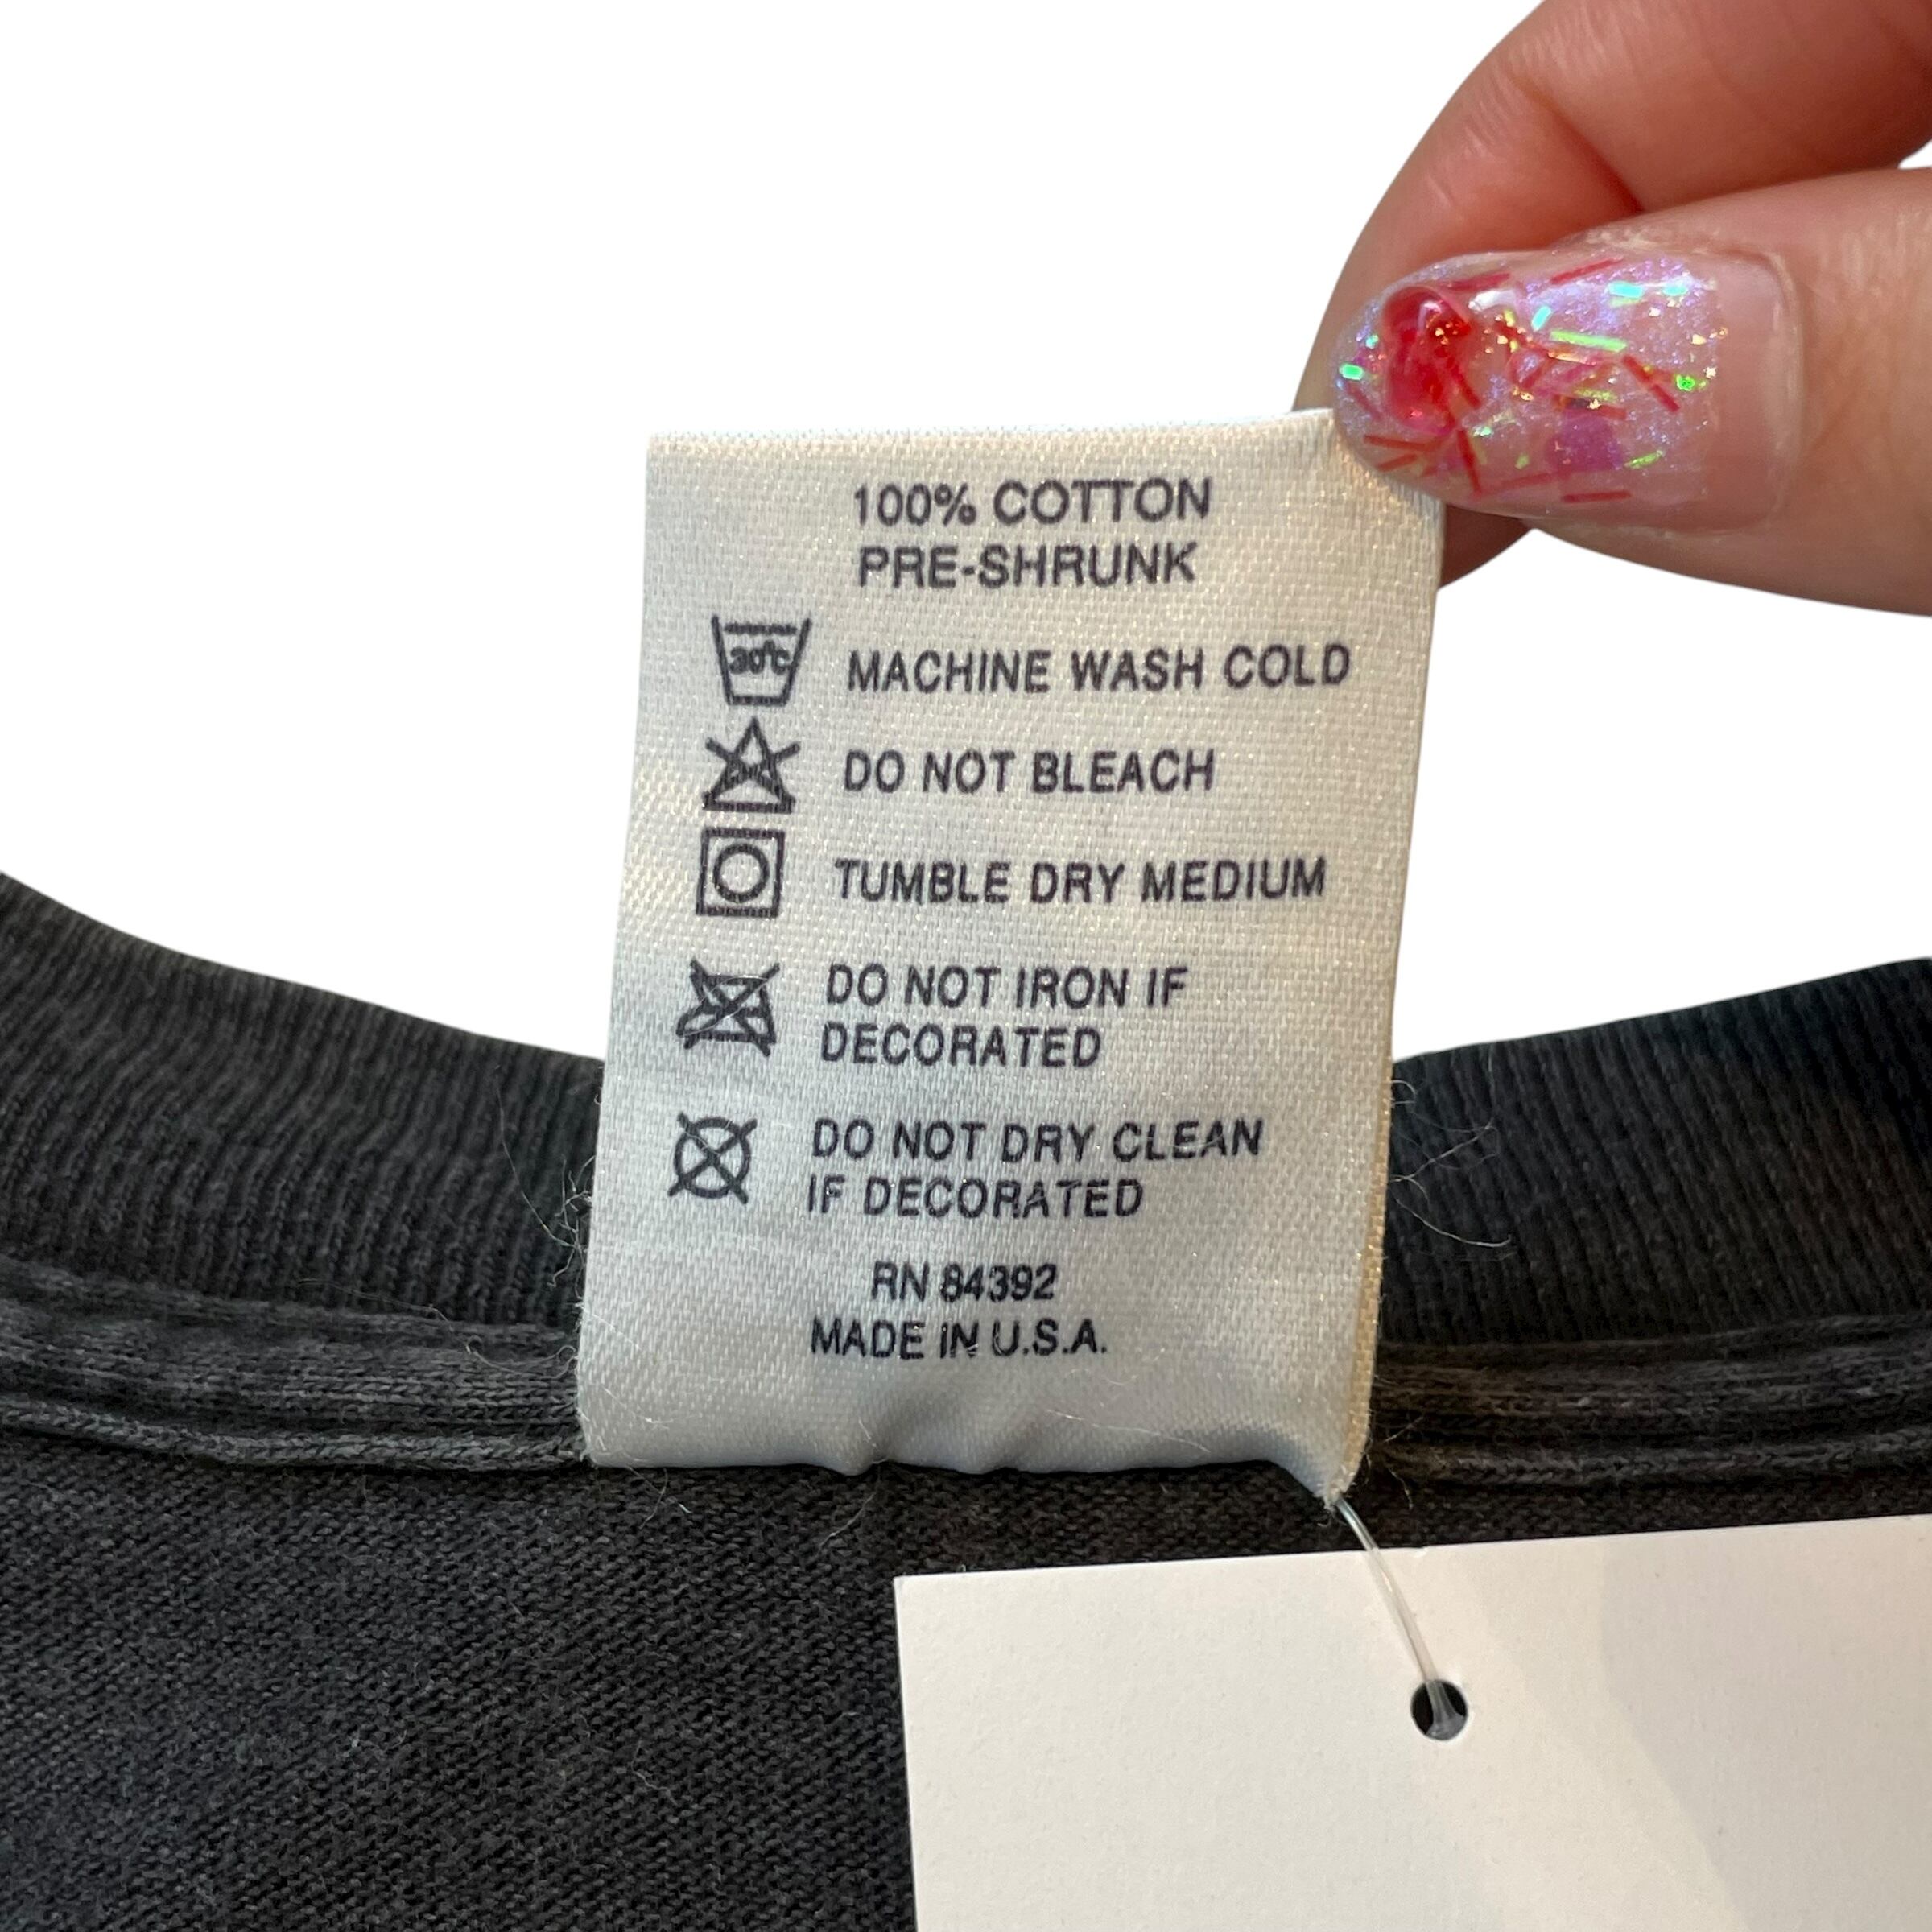 100% COTTON
PRE-SHRUNK
30°C MACHINE WASH COLD
DO NOT BLEACH
TUMBLE DRY MEDIUM
DO NOT IRON IF
DECORATED
DO NOT DRY CLEAN
IF DECORATED
RN 84392
MADE IN U.S.A.